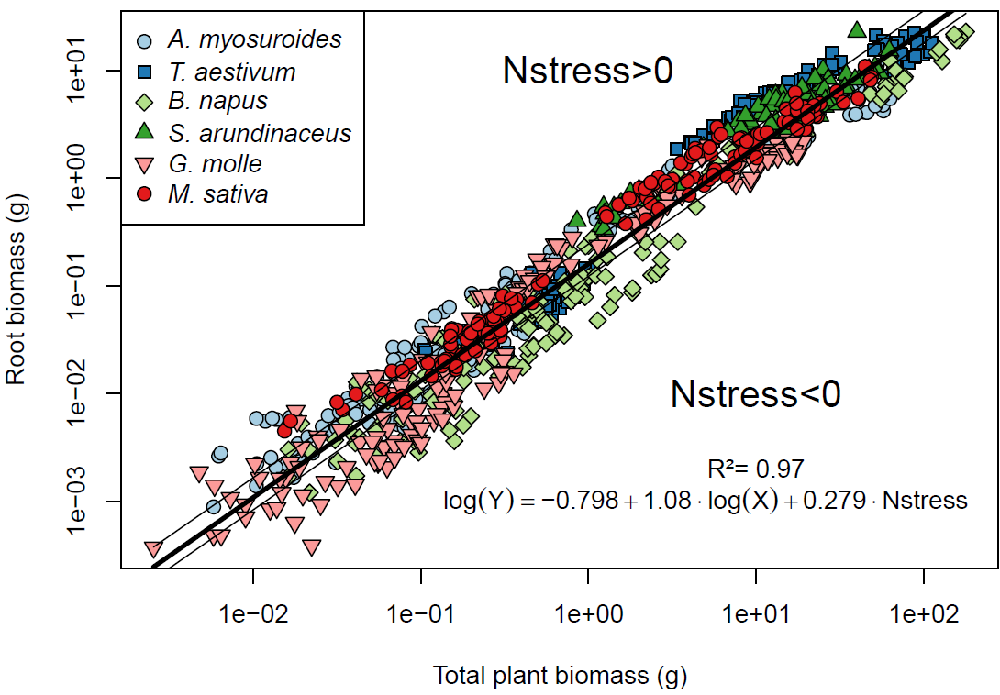 A. myosuroides
T. aestivum
B. napus
S. arundinaceus
G. molle
M. sativa
Nstress>0
Nstress<0
R²= 0.97
log(Y) = −0.798 + 1.08 · log(X) + 0.279 · Nstress
Root biomass (g)
1e+01
1e+00
1e−01
1e−02
1e−03
1e−02 1e−01 1e+00 1e+01 1e+02
Total plant biomass (g)